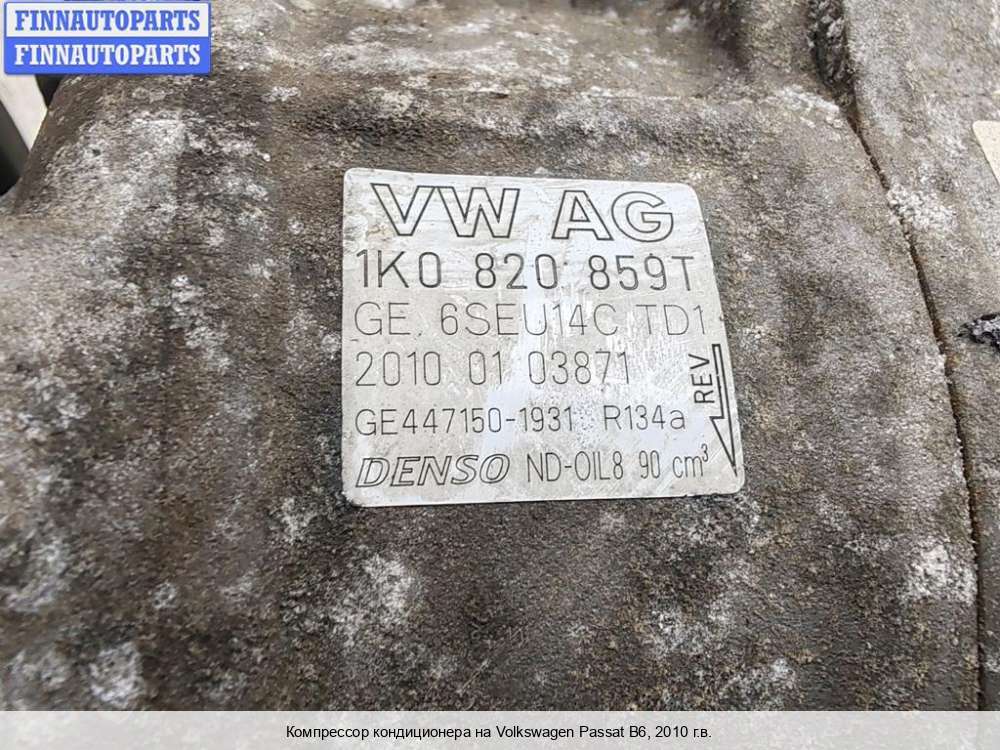 FINNAUTOPARTS
FINNAUTOPARTS
VW AG
1K0 820 859T
GE. 6SEU14C TD1
2010 01 03871
REV
GE447150-1931 R134a
DENSO ND-OIL8 90 cm³
Компрессор кондиционера на Volkswagen Passat B6, 2010 г.в.